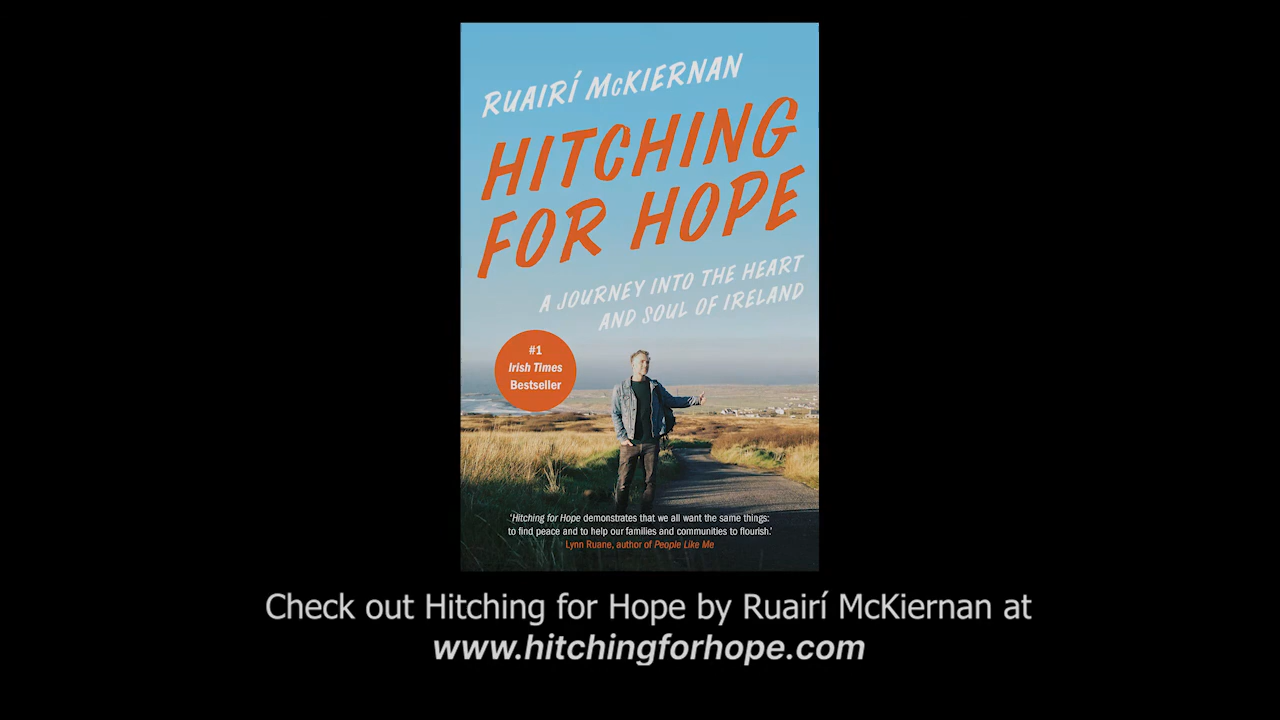 RUAIRÍ McKIERNAN
HITCHING
FOR HOPE
A JOURNEY INTO THE HEART
AND SOUL OF IRELAND
#1
Irish Times
Bestseller
'Hitching for Hope demonstrates that we all want the same things:
to find peace and to help our families and communities to flourish.'
Lynn Ruane, author of People Like Me
Check out Hitching for Hope by Ruairí McKiernan at
www.hitchingforhope.com